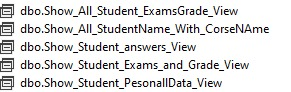 dbo.Show_All_Student_ExamsGrade_View
dbo.Show_All_StudentName_With_CorseNAme
dbo.Show_Student_answers_View
dbo.Show_Student_Exams_and_Grade_View
dbo.Show_Student_PesonallData_View